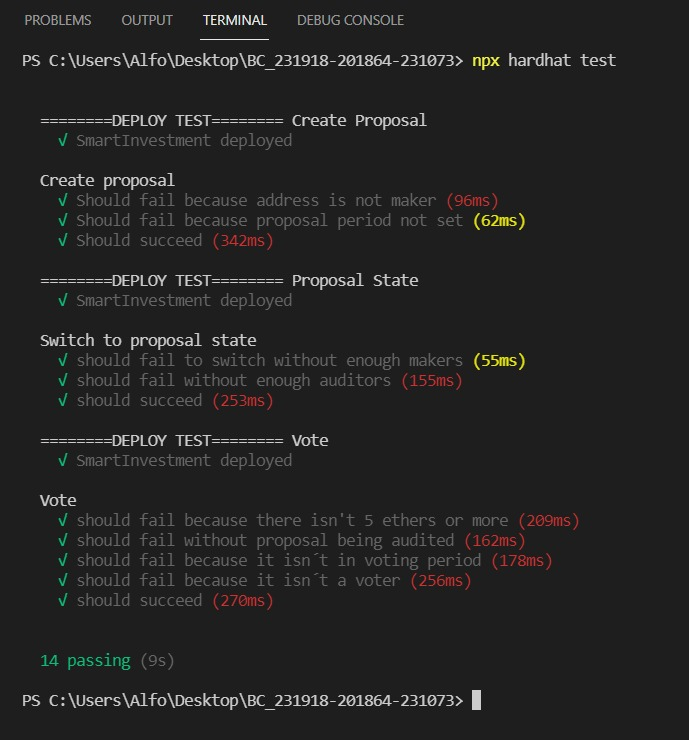 PROBLEMS OUTPUT TERMINAL DEBUG CONSOLE
PS C:\Users\Alfo\Desktop\BC_231918-201864-231073> npx hardhat test
========DEPLOY TEST======== Create Proposal
√ SmartInvestment deployed
Create proposal
√ Should fail because address is not maker (96ms)
√ Should fail because proposal period not set (62ms)
√ Should succeed (342ms)
========DEPLOY TEST======== Proposal State
√ SmartInvestment deployed
Switch to proposal state
√ should fail to switch without enough makers (55ms)
√ should fail without enough auditors (155ms)
√ should succeed (253ms)
========DEPLOY TEST======== Vote
√ SmartInvestment deployed
Vote
√ should fail because there isn't 5 ethers or more (209ms)
√ should fail without proposal being audited (162ms)
√ should fail because it isn´t in voting period (178ms)
√ should fail because it isn´t a voter (256ms)
√ should succeed (270ms)
14 passing (9s)
PS C:\Users\Alfo\Desktop\BC_231918-201864-231073>